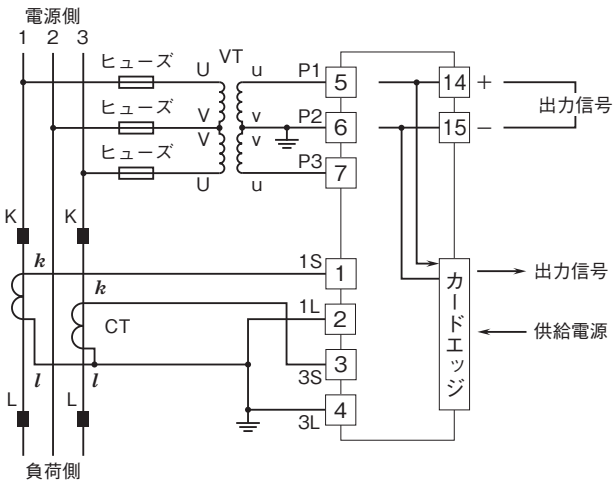 電源側
1 2 3
ヒューズ
U
VT
u
P1
5
14
+
出力信号
ヒューズ
V
v
P2
6
15
−
ヒューズ
V
v
P3
U
u
7
K
K
k
k
1S
1
カードエッジ
出力信号
CT
1L
2
供給電源
l
l
3
3S
L
L
4
3L
負荷側